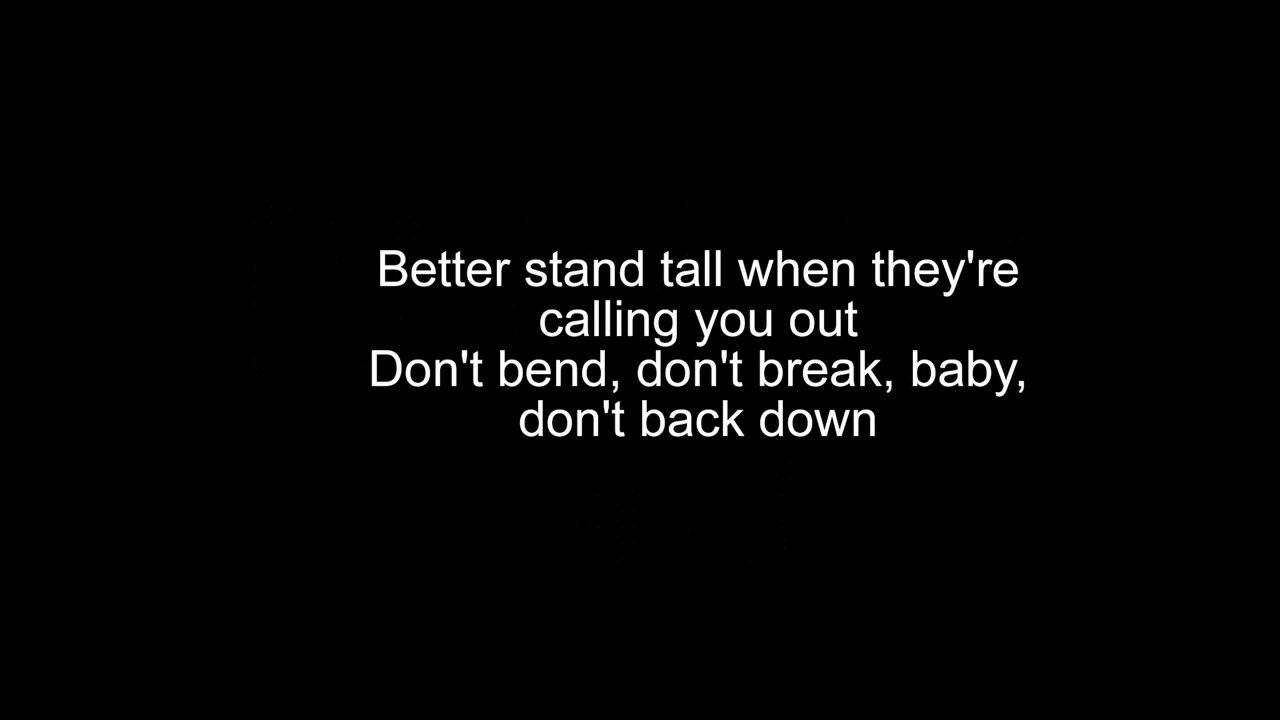 Better stand tall when they're
calling you out
Don't bend, don't break, baby,
don't back down